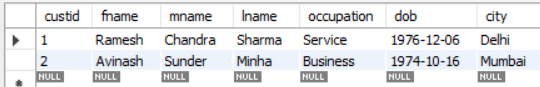 custid fname mname lname occupation dob city
1 Ramesh Chandra Sharma Service 1976-12-06 Delhi
2 Avinash Sunder Minha Business 1974-10-16 Mumbai
NULL NULL NULL NULL NULL NULL NULL